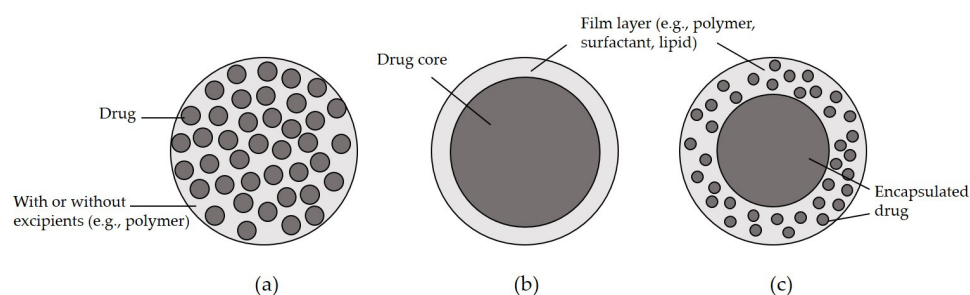 Film layer (e.g., polymer,
surfactant, lipid)
Drug core
Drug
With or without
excipients (e.g., polymer)
Encapsulated
drug
(a)
(b)
(c)